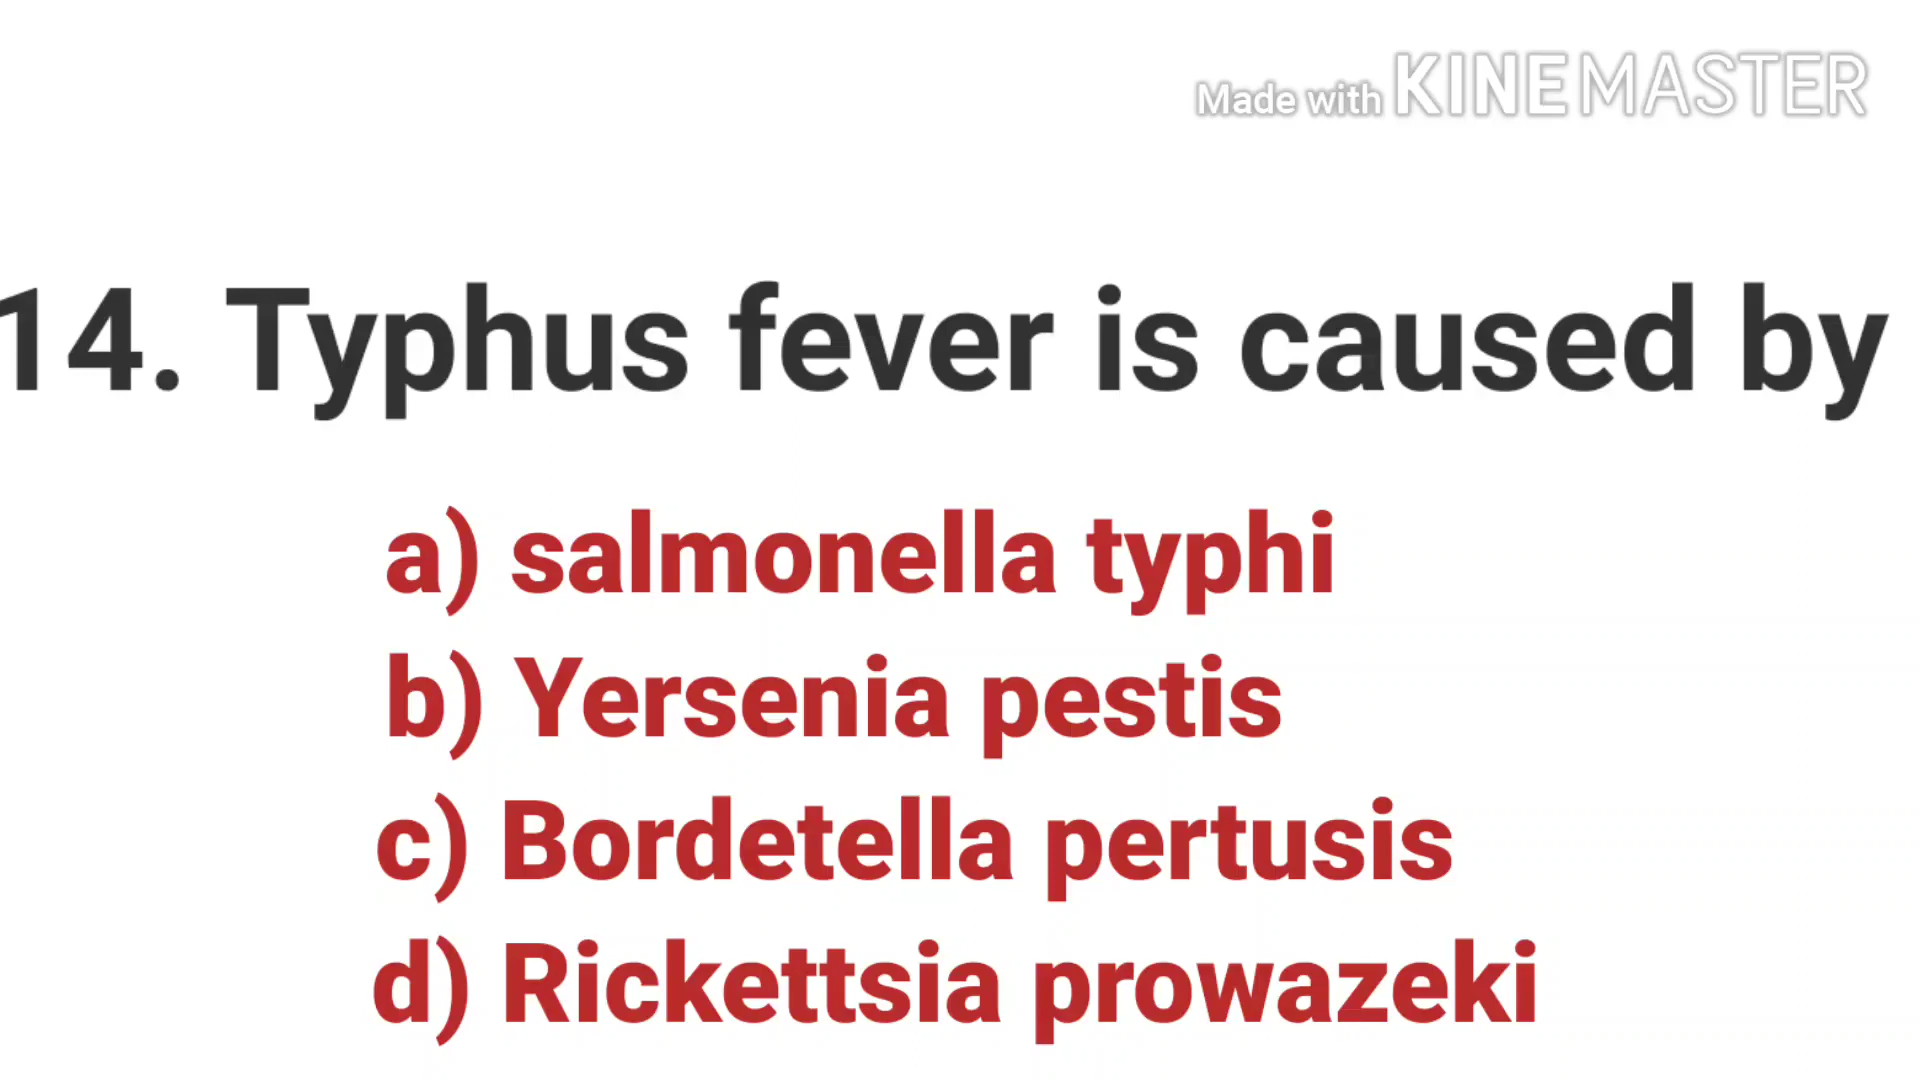 Made with KINEMASTER
14. Typhus fever is caused by
a) salmonella typhi
b) Yersenia pestis
c) Bordetella pertusis
d) Rickettsia prowazeki